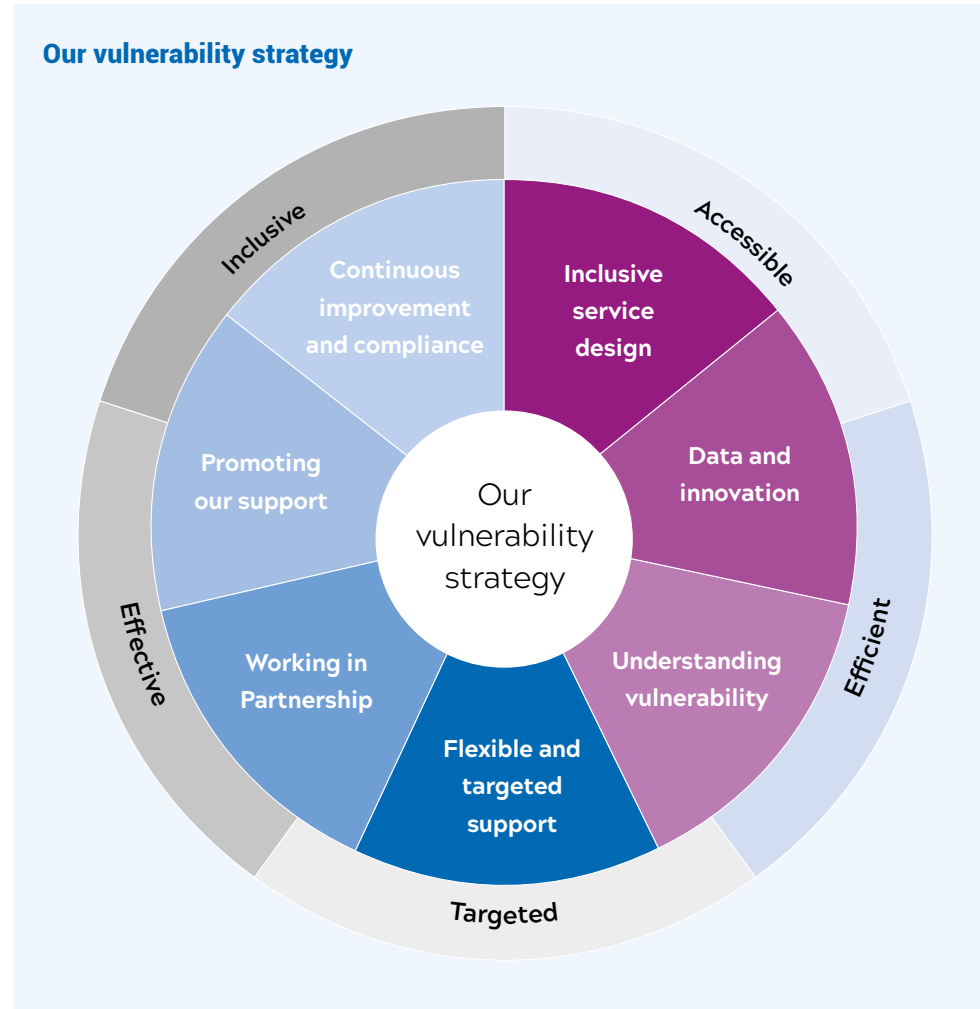 Our vulnerability strategy
Inclusive
Accessible
Continuous
improvement
and compliance
Inclusive
service
design
Promoting
our support
Data and
innovation
Our
vulnerability
strategy
Effective
Efficient
Working in
Partnership
Understanding
vulnerability
Flexible and
targeted
support
Targeted